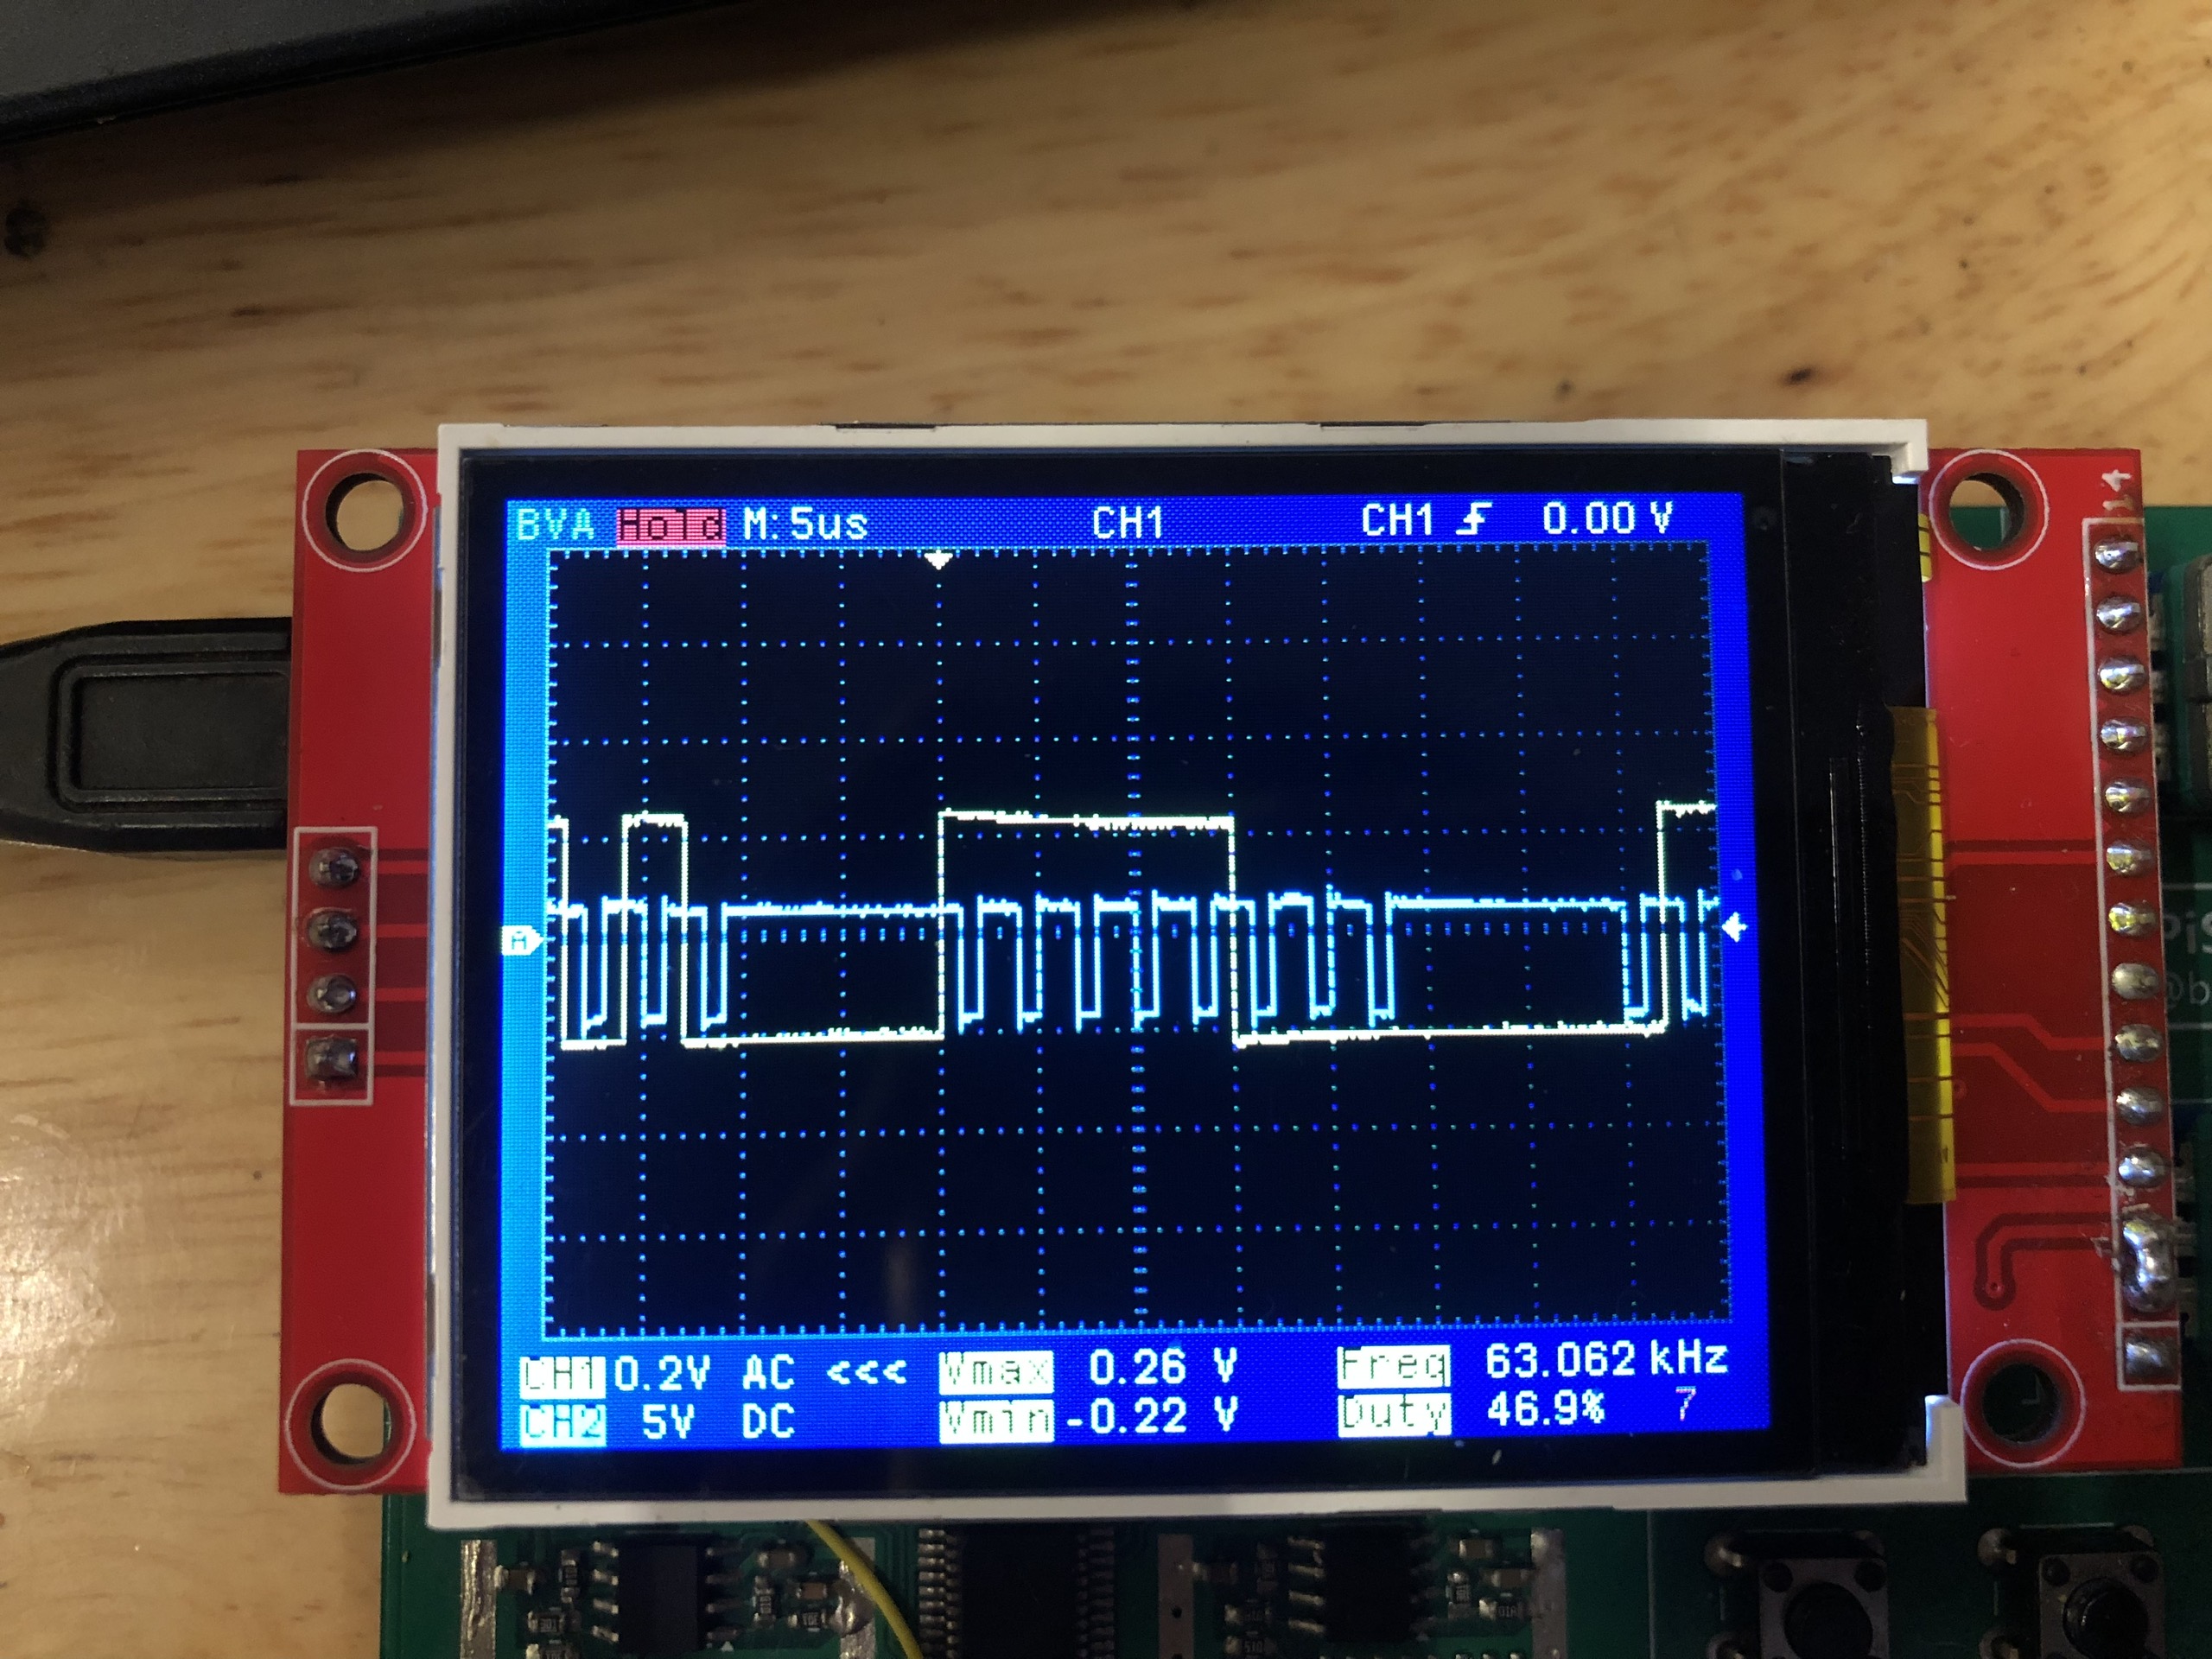 BVA Hold M:5us CH1 CH1 0.00 V
A
CH1 0.2V AC <<< Vmax 0.26 V Freq 63.062 kHz
CH2 5V DC Vmin -0.22 V Duty 46.9% 7